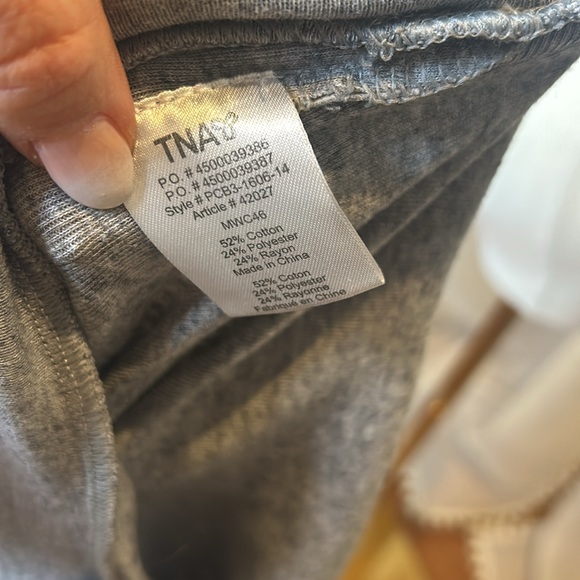 TNA
P.O. # 4500039386
P.O. # 4500039387
Style # PCB3-1606-14
Article # 42027
MWC46
52% Cotton
24% Polyester
24% Rayon
Made in China
52% Coton
24% Polyester
24% Rayonne
Fabriqué en Chine